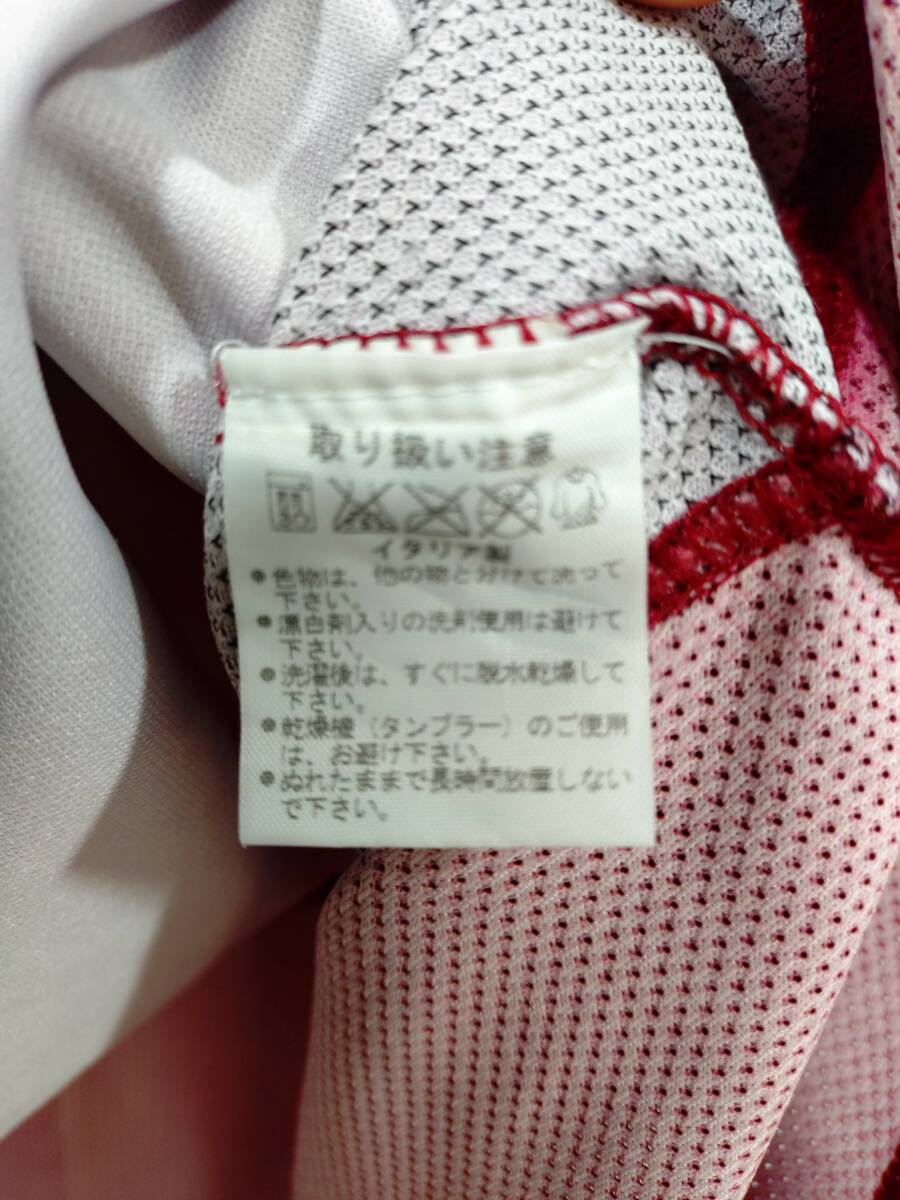 取り扱い注意
イタリア製
●色物は、他の物と分けて洗って
下さい。
●漂白剤入りの洗剤使用は避けて
下さい。
●洗濯後は、すぐに脱水乾燥して
下さい。
●乾燥機（タンブラー）のご使用
は、お避け下さい。
●ぬれたままで長時間放置しない
で下さい。